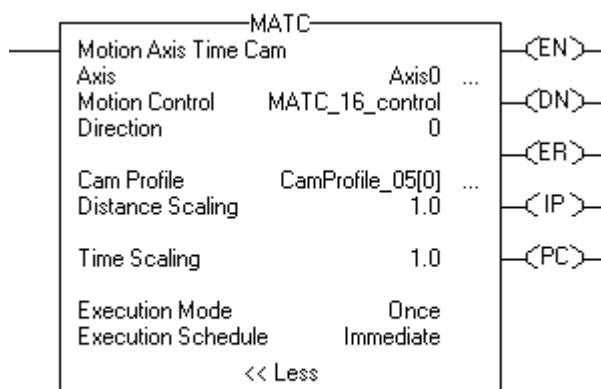 MATC
Motion Axis Time Cam
Axis Axis0 ...
Motion Control MATC_16_control
Direction 0
Cam Profile CamProfile_05[0] ...
Distance Scaling 1.0
Time Scaling 1.0
Execution Mode Once
Execution Schedule Immediate
<< Less
EN
DN
ER
IP
PC